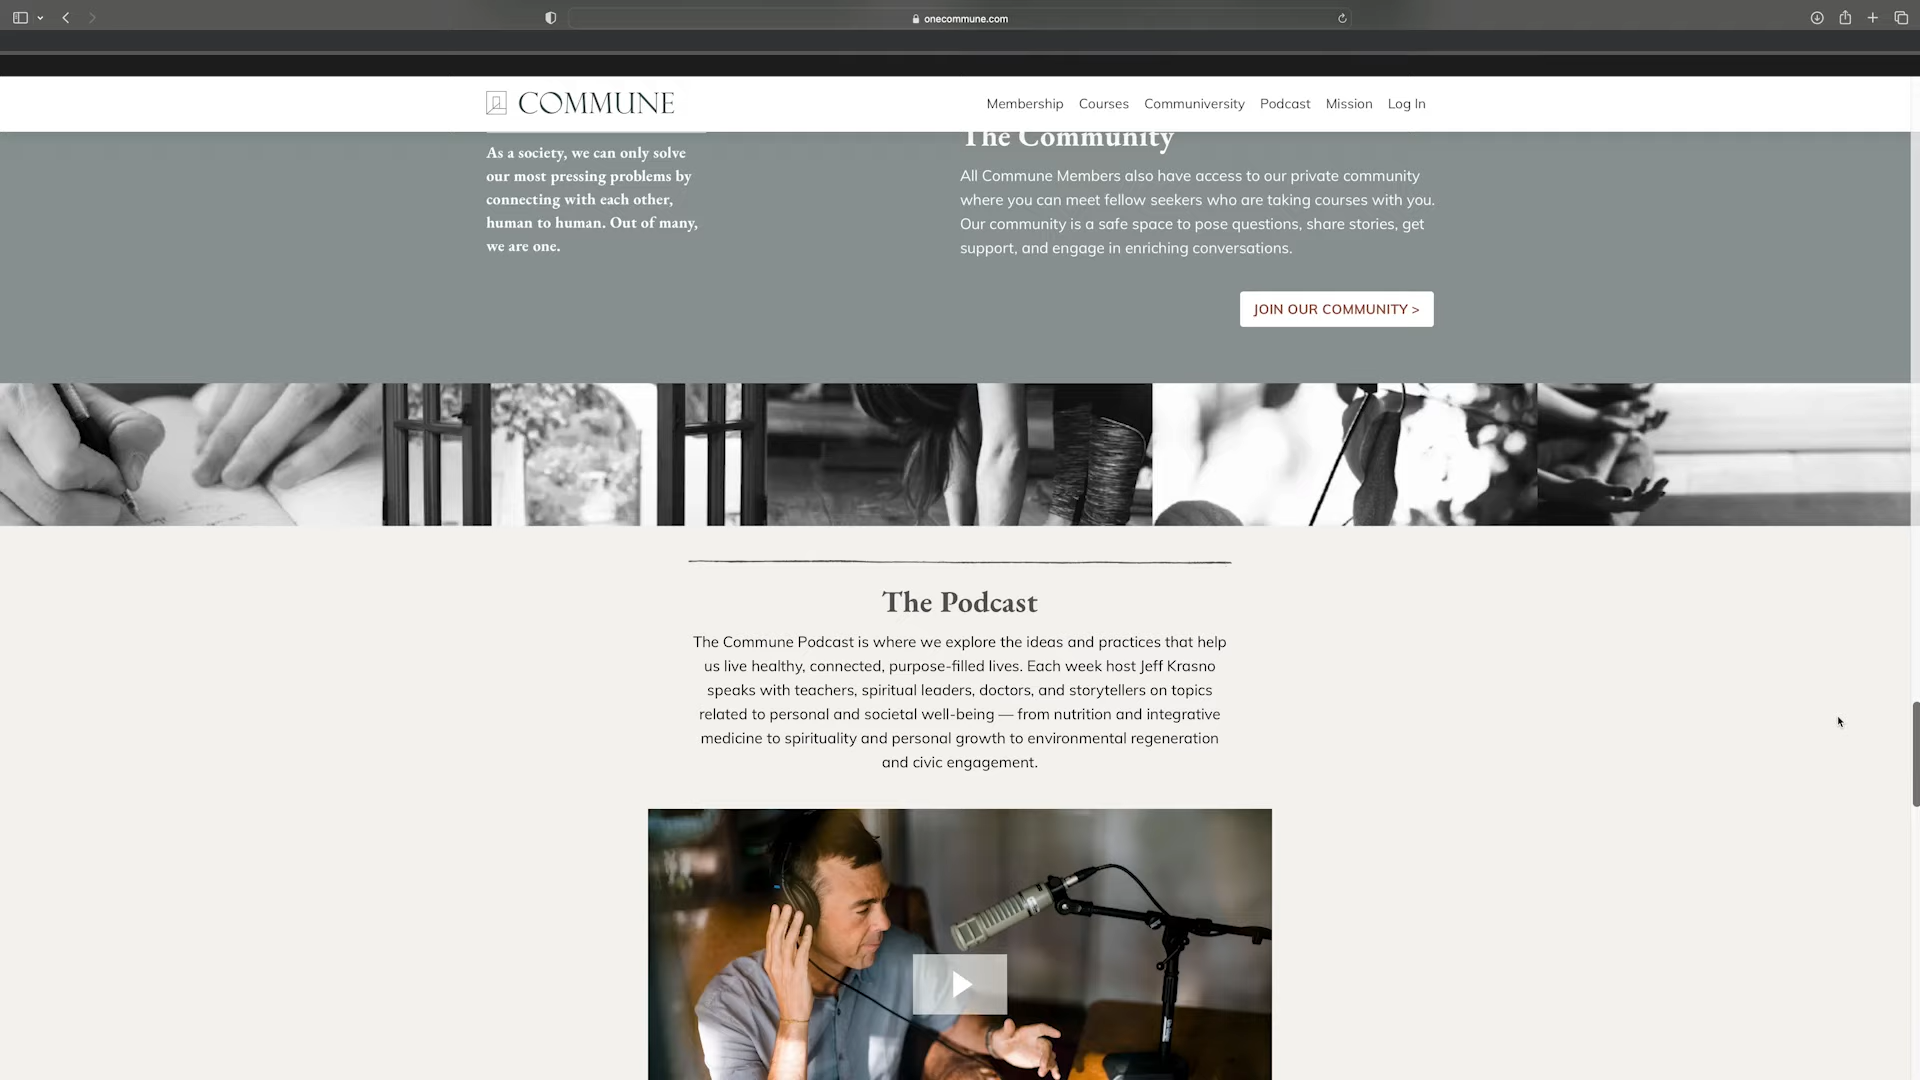 onecommune.com
COMMUNE
Membership Courses Communiversity Podcast Mission Log In
As a society, we can only solve
our most pressing problems by
connecting with each other,
human to human. Out of many,
we are one.
The Community
All Commune Members also have access to our private community
where you can meet fellow seekers who are taking courses with you.
Our community is a safe space to pose questions, share stories, get
support, and engage in enriching conversations.
JOIN OUR COMMUNITY >
The Podcast
The Commune Podcast is where we explore the ideas and practices that help
us live healthy, connected, purpose-filled lives. Each week host Jeff Krasno
speaks with teachers, spiritual leaders, doctors, and storytellers on topics
related to personal and societal well-being — from nutrition and integrative
medicine to spirituality and personal growth to environmental regeneration
and civic engagement.